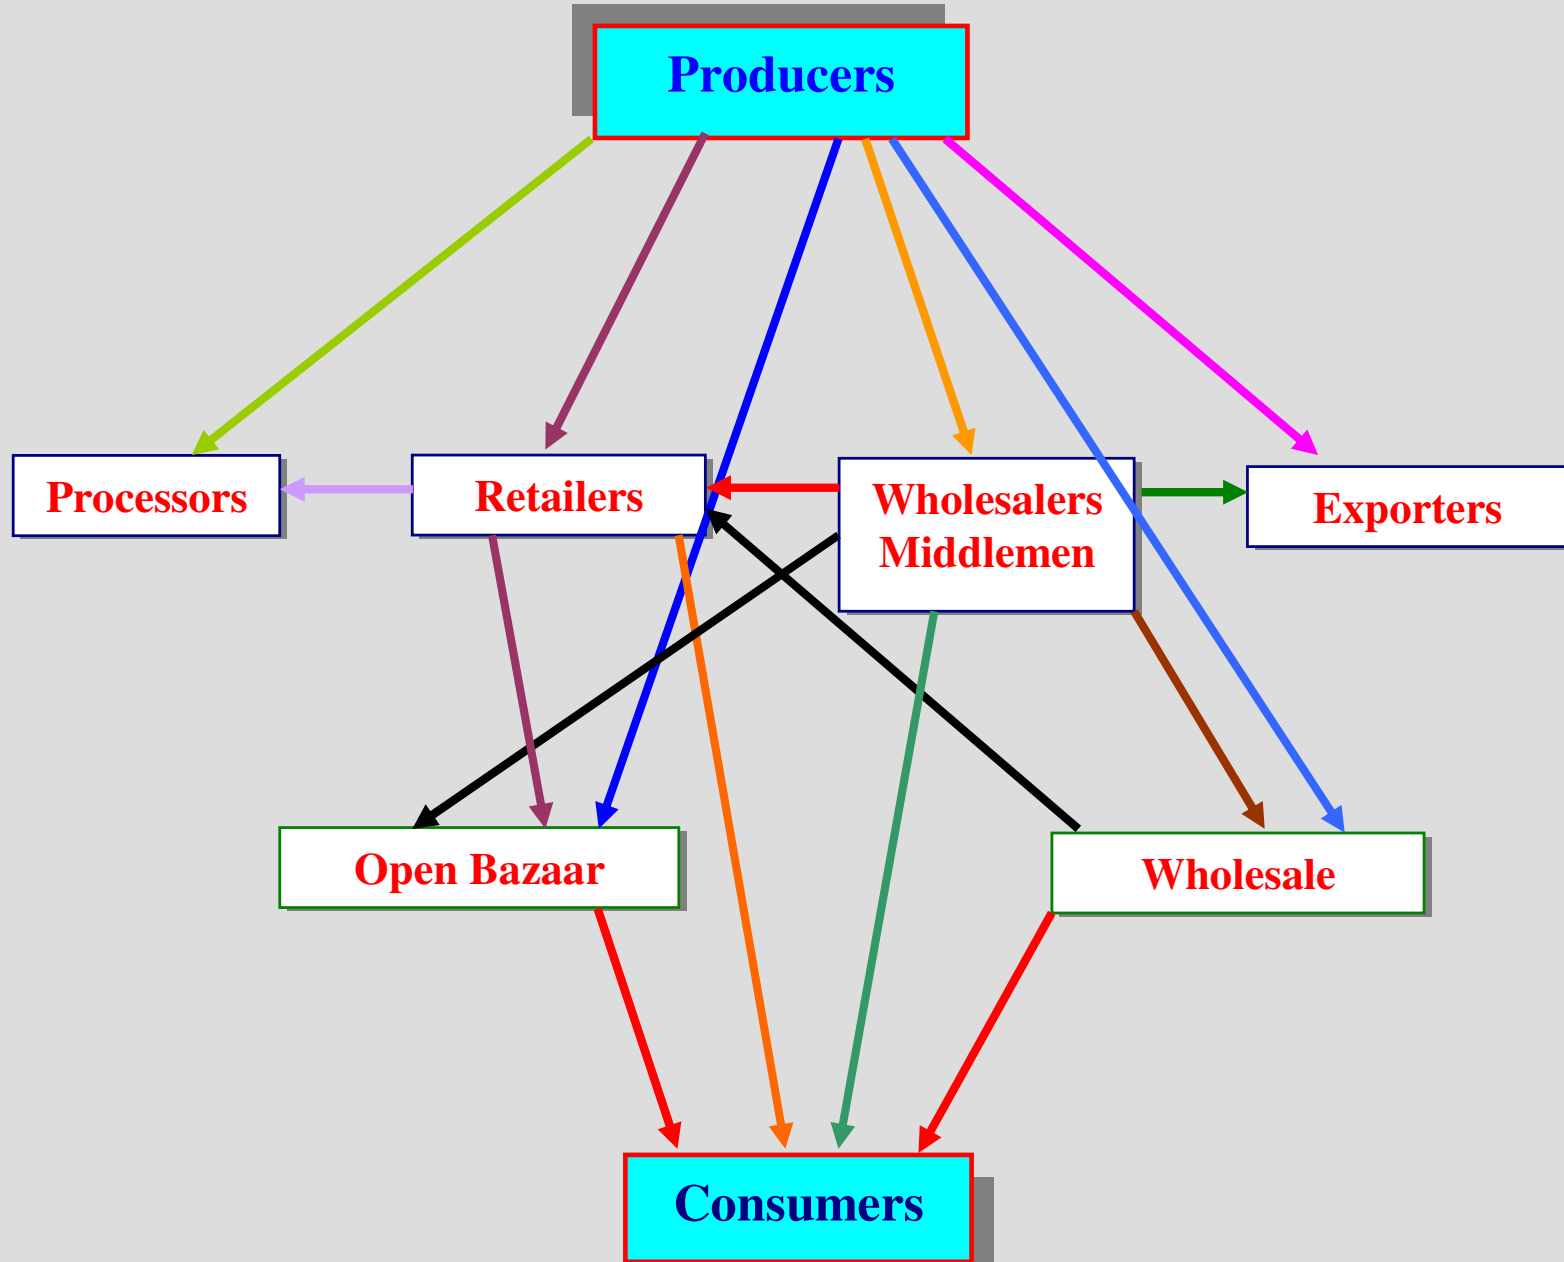 Producers
Processors
Retailers
Wholesalers
Middlemen
Exporters
Open Bazaar
Wholesale
Consumers